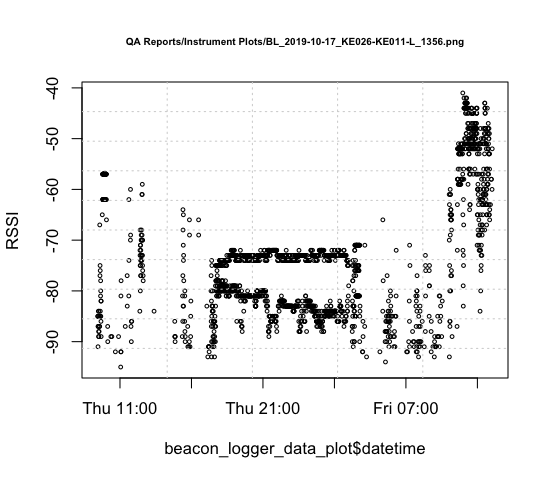 QA Reports/Instrument Plots/BL_2019-10-17_KE026-KE011-L_1356.png
-40
-50
-60
-70
-80
-90
RSSI
Thu 11:00 Thu 21:00 Fri 07:00
beacon_logger_data_plot$datetime